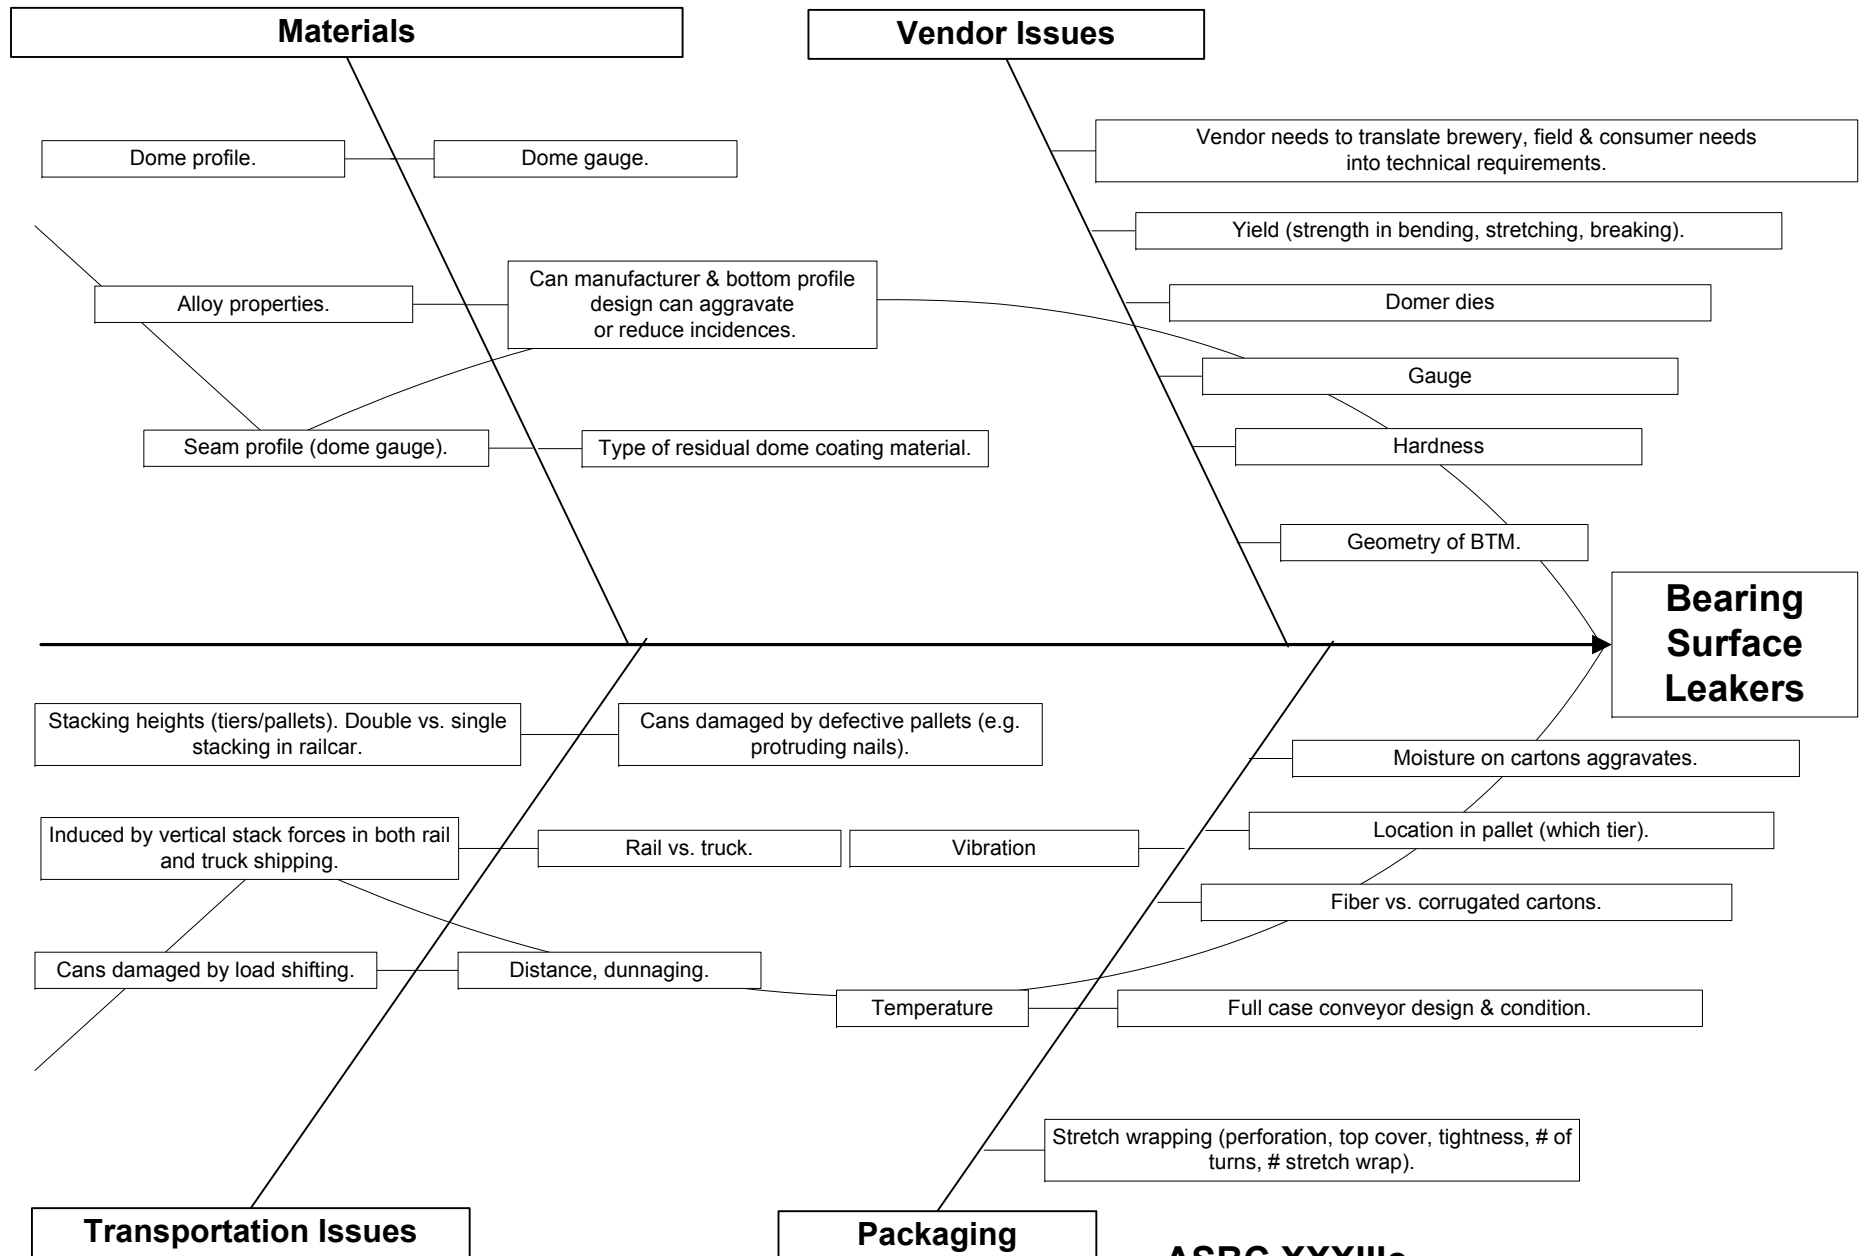 Materials
Vendor Issues
Dome profile.
Dome gauge.
Vendor needs to translate brewery, field & consumer needs
into technical requirements.
Yield (strength in bending, stretching, breaking).
Alloy properties.
Can manufacturer & bottom profile
design can aggravate
or reduce incidences.
Domer dies
Gauge
Seam profile (dome gauge).
Type of residual dome coating material.
Hardness
Geometry of BTM.
Bearing
Surface
Leakers
Stacking heights (tiers/pallets). Double vs. single
stacking in railcar.
Cans damaged by defective pallets (e.g.
protruding nails).
Moisture on cartons aggravates.
Induced by vertical stack forces in both rail
and truck shipping.
Rail vs. truck.
Vibration
Location in pallet (which tier).
Fiber vs. corrugated cartons.
Cans damaged by load shifting.
Distance, dunnaging.
Temperature
Full case conveyor design & condition.
Stretch wrapping (perforation, top cover, tightness, # of
turns, # stretch wrap).
Transportation Issues
Packaging
ASBC XXXIIIa